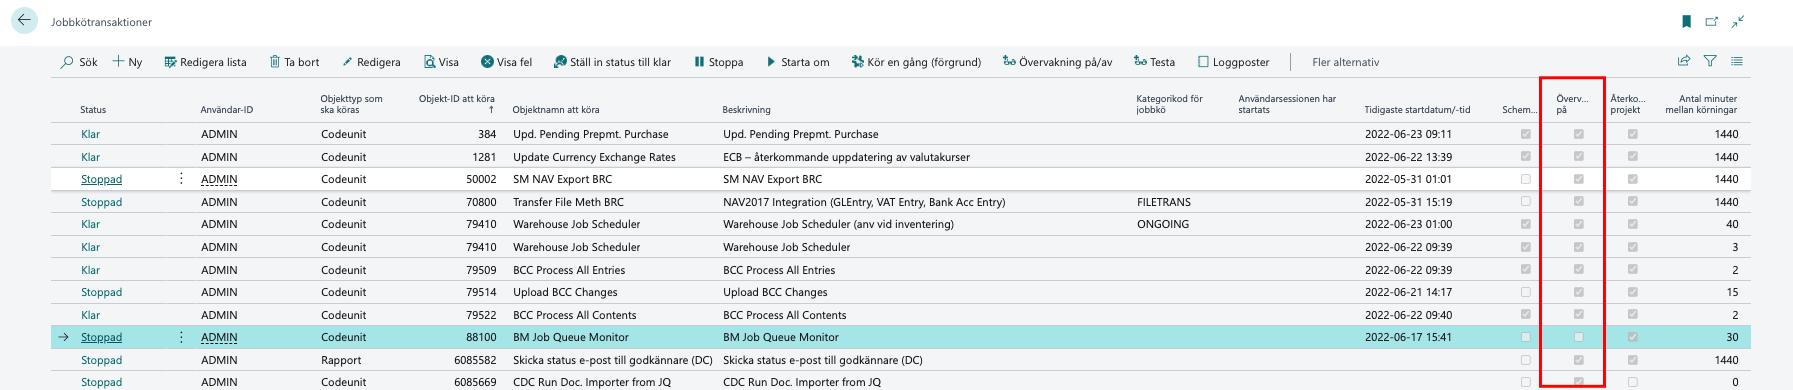 Jobbkötransaktioner
Sök Ny Redigera lista Ta bort Redigera Visa Visa fel Ställ in status till klar Stoppa Starta om Kör en gång (förgrund) Övervakning på/av Testa Loggposter Fler alternativ
Status Användar-ID Objekttyp som ska köras Objekt-ID att köra ↑ Objektnamn att köra Beskrivning Kategorikod för jobbkö Användarsessionen har startats Tidigaste startdatum/-tid Schem... Överv... på Återko... projekt Antal minuter mellan körningar
Klar ADMIN Codeunit 384 Upd. Pending Prepmt. Purchase Upd. Pending Prepmt. Purchase 2022-06-23 09:11 1440
Klar ADMIN Codeunit 1281 Update Currency Exchange Rates ECB – återkommande uppdatering av valutakurser 2022-06-22 13:39 1440
Stoppad ADMIN Codeunit 50002 SM NAV Export BRC SM NAV Export BRC 2022-05-31 01:01 1440
Stoppad ADMIN Codeunit 70800 Transfer File Meth BRC NAV2017 Integration (GLEntry, VAT Entry, Bank Acc Entry) FILETRANS 2022-05-31 15:19 1440
Klar ADMIN Codeunit 79410 Warehouse Job Scheduler Warehouse Job Scheduler (anv vid inventering) ONGOING 2022-06-23 01:00 40
Klar ADMIN Codeunit 79410 Warehouse Job Scheduler Warehouse Job Scheduler 2022-06-22 09:39 3
Klar ADMIN Codeunit 79509 BCC Process All Entries BCC Process All Entries 2022-06-22 09:39 2
Stoppad ADMIN Codeunit 79514 Upload BCC Changes Upload BCC Changes 2022-06-21 14:17 15
Klar ADMIN Codeunit 79522 BCC Process All Contents BCC Process All Contents 2022-06-22 09:40 2
Stoppad ADMIN Codeunit 88100 BM Job Queue Monitor BM Job Queue Monitor 2022-06-17 15:41 30
Stoppad ADMIN Rapport 6085582 Skicka status e-post till godkännare (DC) Skicka status e-post till godkännare (DC) 1440
Stoppad ADMIN Codeunit 6085669 CDC Run Doc. Importer from JQ CDC Run Doc. Importer from JQ 0